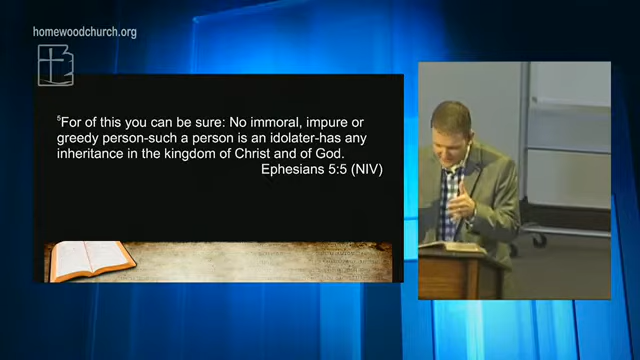 homewoodchurch.org
⁵For of this you can be sure: No immoral, impure or
greedy person-such a person is an idolater-has any
inheritance in the kingdom of Christ and of God.
Ephesians 5:5 (NIV)